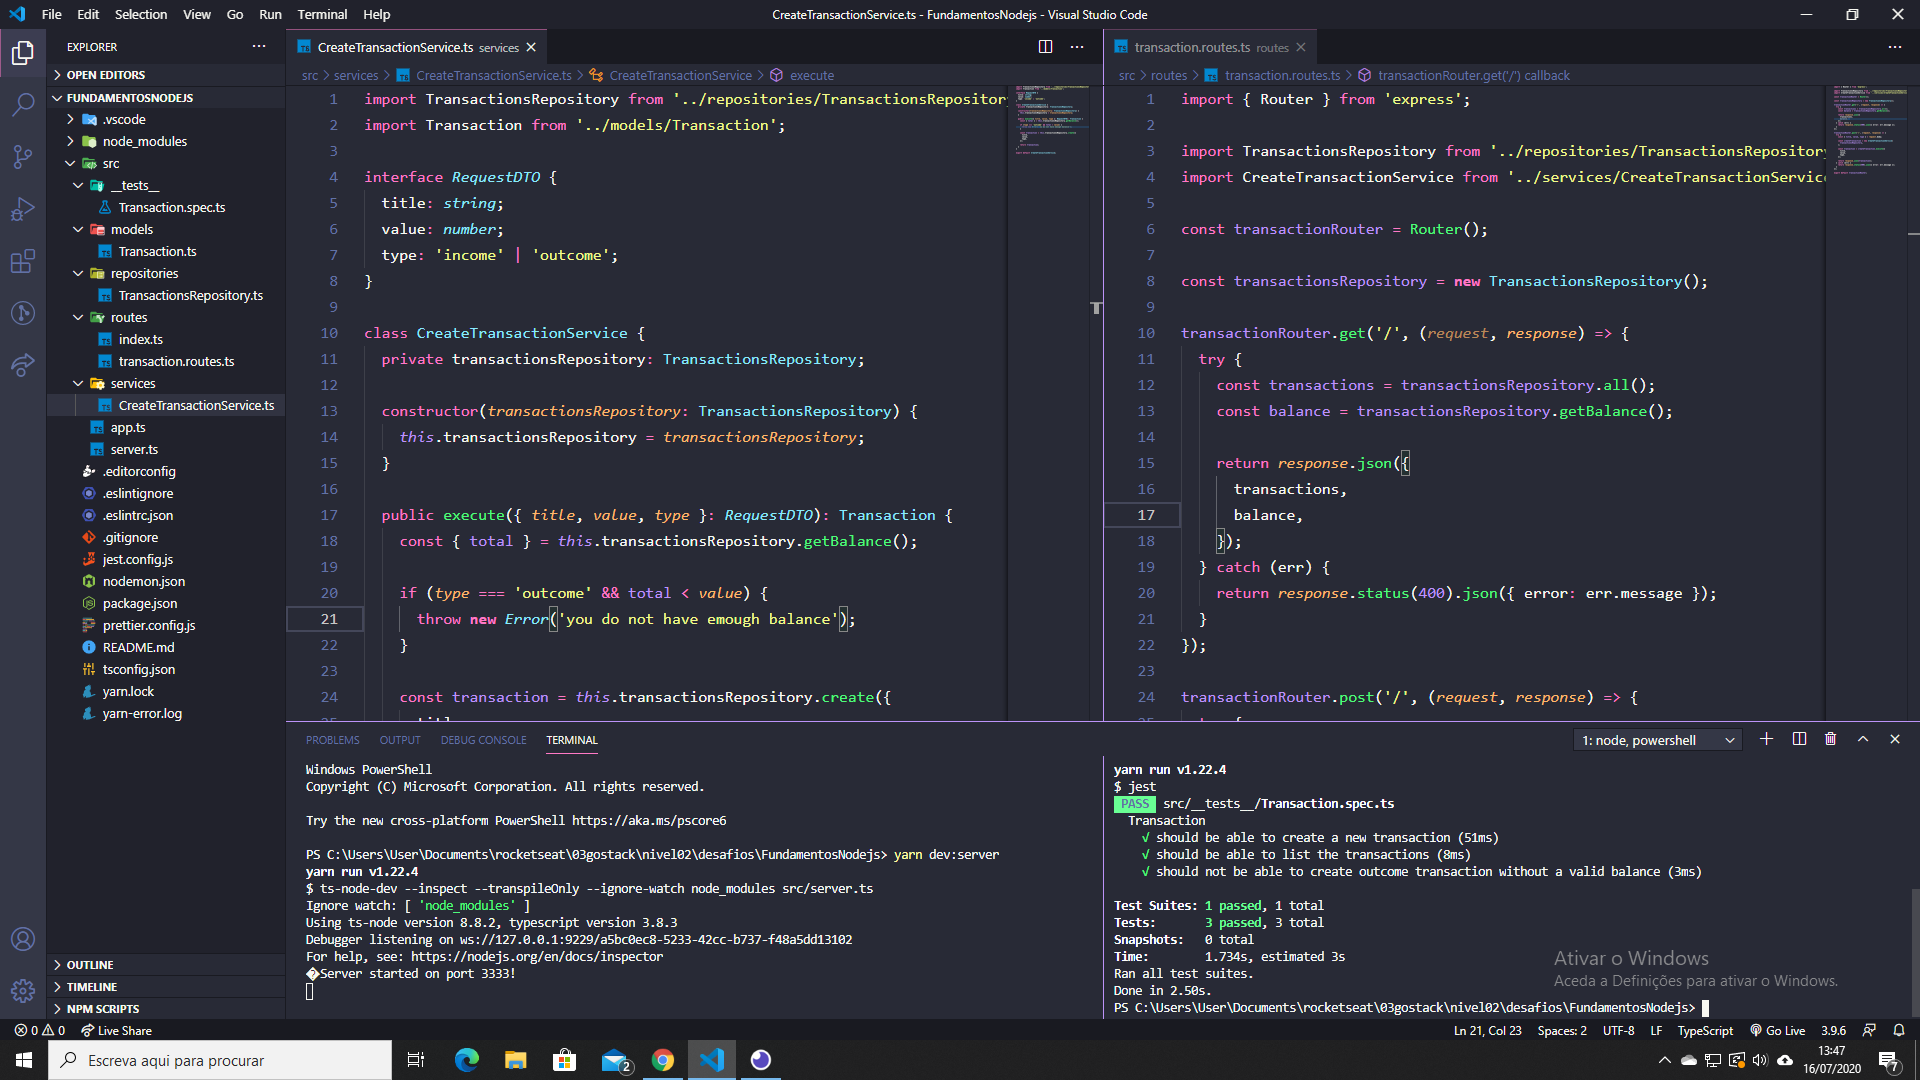 File Edit Selection View Go Run Terminal Help
CreateTransactionService.ts - FundamentosNodejs - Visual Studio Code
EXPLORER
OPEN EDITORS
FUNDAMENTOSNODEJS
.vscode
node_modules
src
__tests__
Transaction.spec.ts
models
Transaction.ts
repositories
TransactionsRepository.ts
routes
index.ts
transaction.routes.ts
services
CreateTransactionService.ts
app.ts
server.ts
.editorconfig
.eslintignore
.eslintrc.json
.gitignore
jest.config.js
nodemon.json
package.json
prettier.config.js
README.md
tsconfig.json
yarn.lock
yarn-error.log
OUTLINE
TIMELINE
NPM SCRIPTS
CreateTransactionService.ts services
src > services > CreateTransactionService.ts > CreateTransactionService > execute
1 import TransactionsRepository from '../repositories/TransactionsRepositor
2 import Transaction from '../models/Transaction';
3
4 interface RequestDTO {
5 title: string;
6 value: number;
7 type: 'income' | 'outcome';
8 }
9
10 class CreateTransactionService {
11 private transactionsRepository: TransactionsRepository;
12
13 constructor(transactionsRepository: TransactionsRepository) {
14 this.transactionsRepository = transactionsRepository;
15 }
16
17 public execute({ title, value, type }: RequestDTO): Transaction {
18 const { total } = this.transactionsRepository.getBalance();
19
20 if (type === 'outcome' && total < value) {
21 throw new Error('you do not have emough balance');
22 }
23
24 const transaction = this.transactionsRepository.create({
transaction.routes.ts routes
src > routes > transaction.routes.ts > transactionRouter.get('/') callback
1 import { Router } from 'express';
2
3 import TransactionsRepository from '../repositories/TransactionsRepository
4 import CreateTransactionService from '../services/CreateTransactionService
5
6 const transactionRouter = Router();
7
8 const transactionsRepository = new TransactionsRepository();
9
10 transactionRouter.get('/', (request, response) => {
11 try {
12 const transactions = transactionsRepository.all();
13 const balance = transactionsRepository.getBalance();
14
15 return response.json({
16 transactions,
17 balance,
18 });
19 } catch (err) {
20 return response.status(400).json({ error: err.message });
21 }
22 });
23
24 transactionRouter.post('/', (request, response) => {
PROBLEMS OUTPUT DEBUG CONSOLE TERMINAL
1: node, powershell
Windows PowerShell
Copyright (C) Microsoft Corporation. All rights reserved.
Try the new cross-platform PowerShell https://aka.ms/pscore6
PS C:\Users\User\Documents\rocketseat\03gostack\nivel02\desafios\FundamentosNodejs> yarn dev:server
yarn run v1.22.4
$ ts-node-dev --inspect --transpileOnly --ignore-watch node_modules src/server.ts
Ignore watch: [ 'node_modules' ]
Using ts-node version 8.8.2, typescript version 3.8.3
Debugger listening on ws://127.0.0.1:9229/a5bc0ec8-5233-42cc-b737-f48a5dd13102
For help, see: https://nodejs.org/en/docs/inspector
�Server started on port 3333!
yarn run v1.22.4
$ jest
PASS src/__tests__/Transaction.spec.ts
Transaction
√ should be able to create a new transaction (51ms)
√ should be able to list the transactions (8ms)
√ should not be able to create outcome transaction without a valid balance (3ms)
Test Suites: 1 passed, 1 total
Tests: 3 passed, 3 total
Snapshots: 0 total
Time: 1.734s, estimated 3s
Ran all test suites.
Done in 2.50s.
PS C:\Users\User\Documents\rocketseat\03gostack\nivel02\desafios\FundamentosNodejs>
Ativar o Windows
Aceda a Definições para ativar o Windows.
0 0 Live Share
Ln 21, Col 23 Spaces: 2 UTF-8 LF TypeScript Go Live 3.9.6
Escreva aqui para procurar
2
13:47
16/07/2020
7